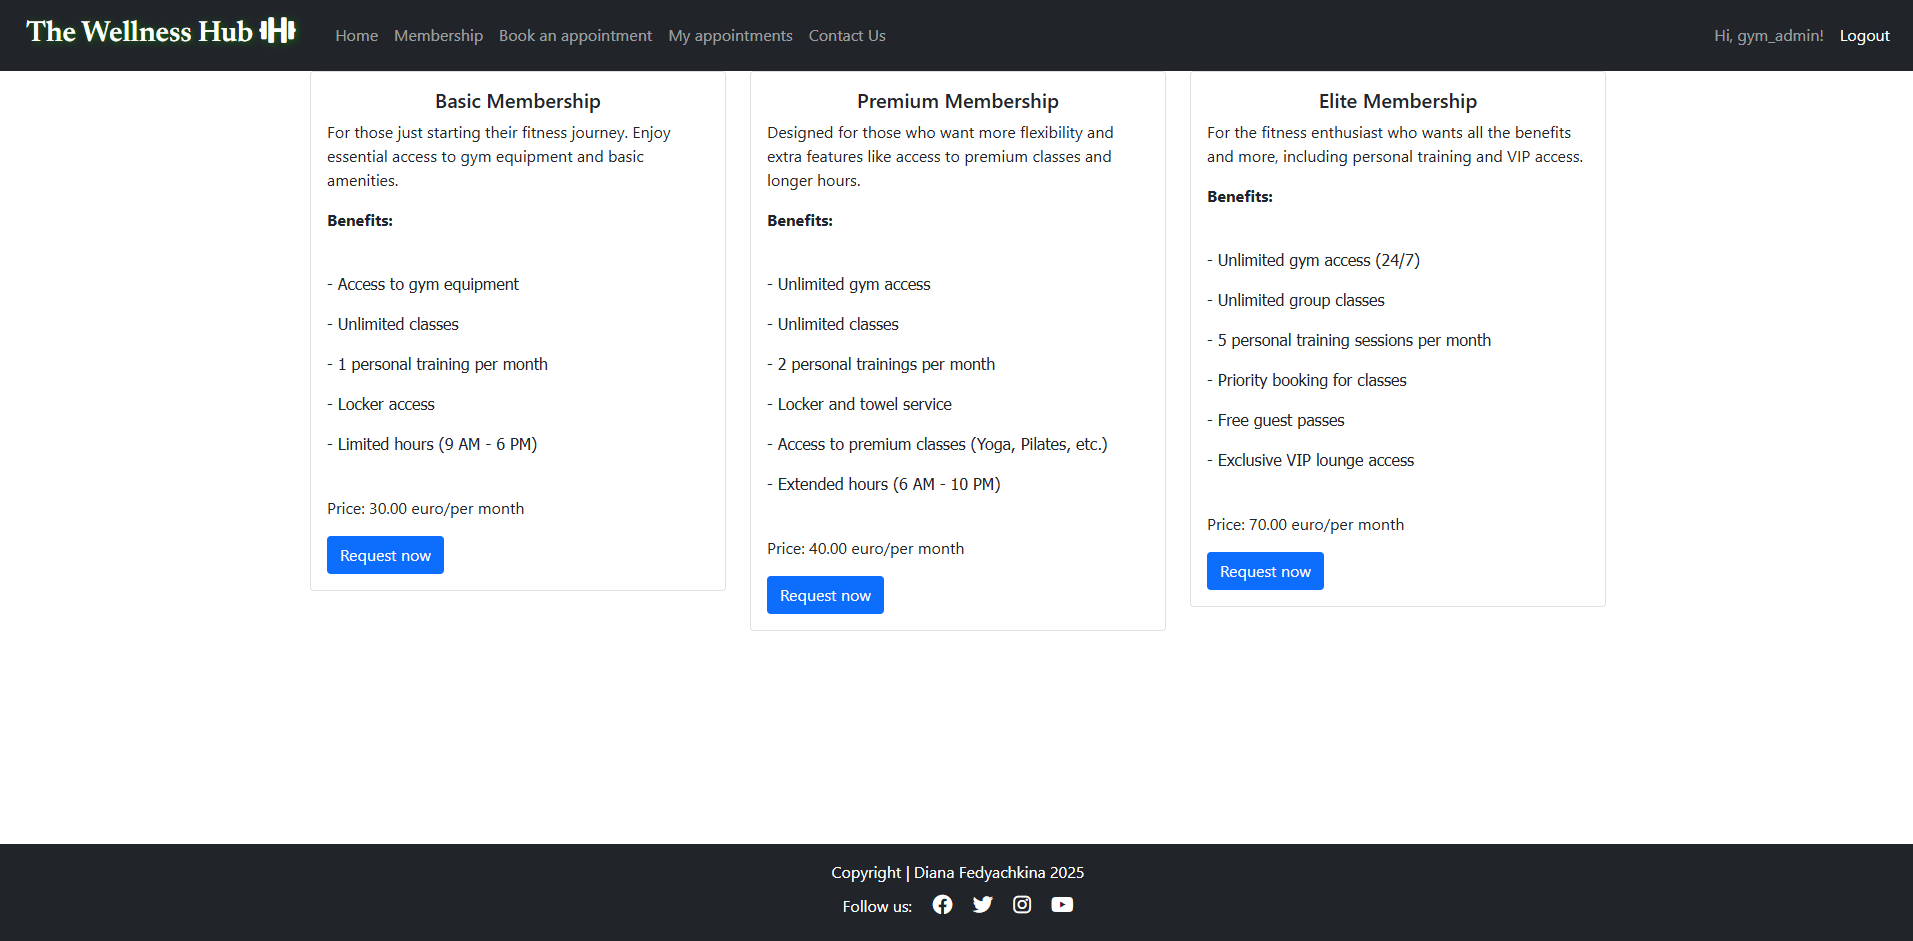 The Wellness Hub
Home Membership Book an appointment My appointments Contact Us
Hi, gym_admin! Logout
Basic Membership
For those just starting their fitness journey. Enjoy
essential access to gym equipment and basic
amenities.
Benefits:
- Access to gym equipment
- Unlimited classes
- 1 personal training per month
- Locker access
- Limited hours (9 AM - 6 PM)
Price: 30.00 euro/per month
Request now
Premium Membership
Designed for those who want more flexibility and
extra features like access to premium classes and
longer hours.
Benefits:
- Unlimited gym access
- Unlimited classes
- 2 personal trainings per month
- Locker and towel service
- Access to premium classes (Yoga, Pilates, etc.)
- Extended hours (6 AM - 10 PM)
Price: 40.00 euro/per month
Request now
Elite Membership
For the fitness enthusiast who wants all the benefits
and more, including personal training and VIP access.
Benefits:
- Unlimited gym access (24/7)
- Unlimited group classes
- 5 personal training sessions per month
- Priority booking for classes
- Free guest passes
- Exclusive VIP lounge access
Price: 70.00 euro/per month
Request now
Copyright | Diana Fedyachkina 2025
Follow us: